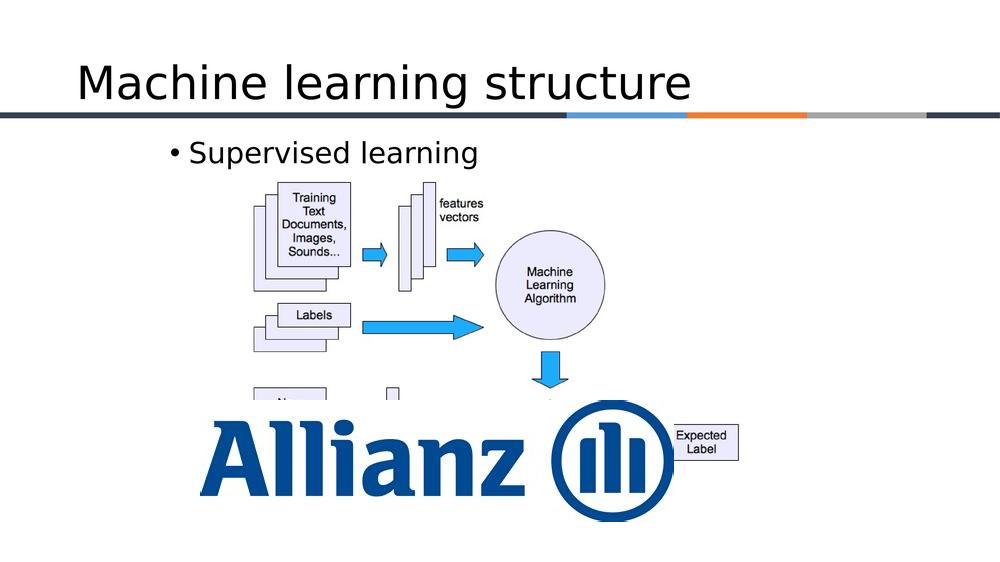 Machine learning structure
• Supervised learning
Training
Text
Documents,
Images,
Sounds...
features
vectors
Machine
Learning
Algorithm
Labels
Allianz
Expected
Label